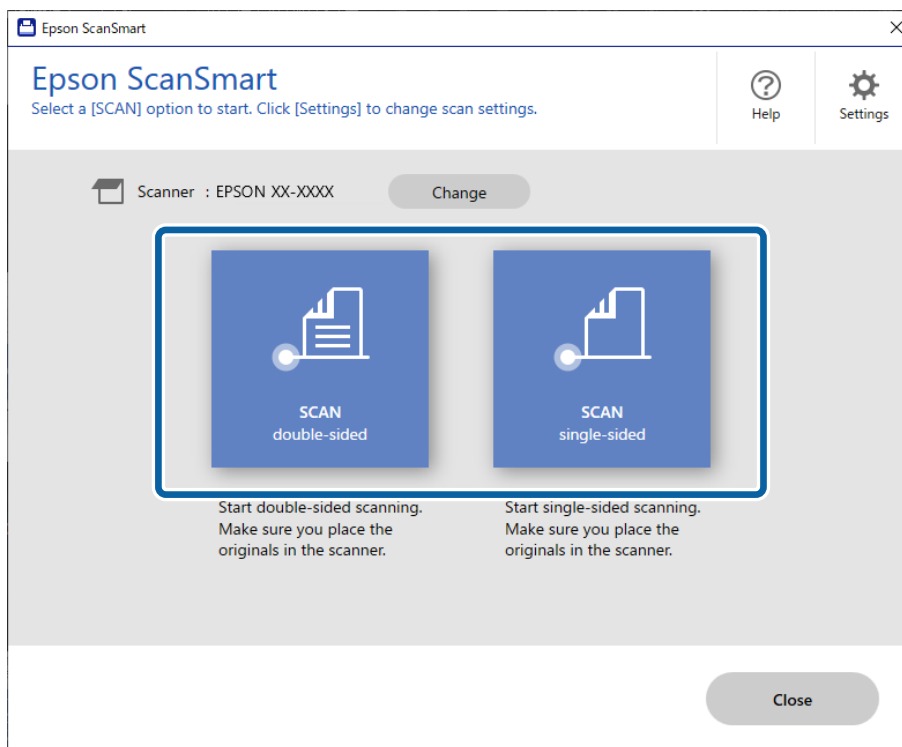 Epson ScanSmart
Epson ScanSmart
Select a [SCAN] option to start. Click [Settings] to change scan settings.
Help
Settings
Scanner : EPSON XX-XXXX
Change
SCAN
double-sided
SCAN
single-sided
Start double-sided scanning.
Make sure you place the
originals in the scanner.
Start single-sided scanning.
Make sure you place the
originals in the scanner.
Close